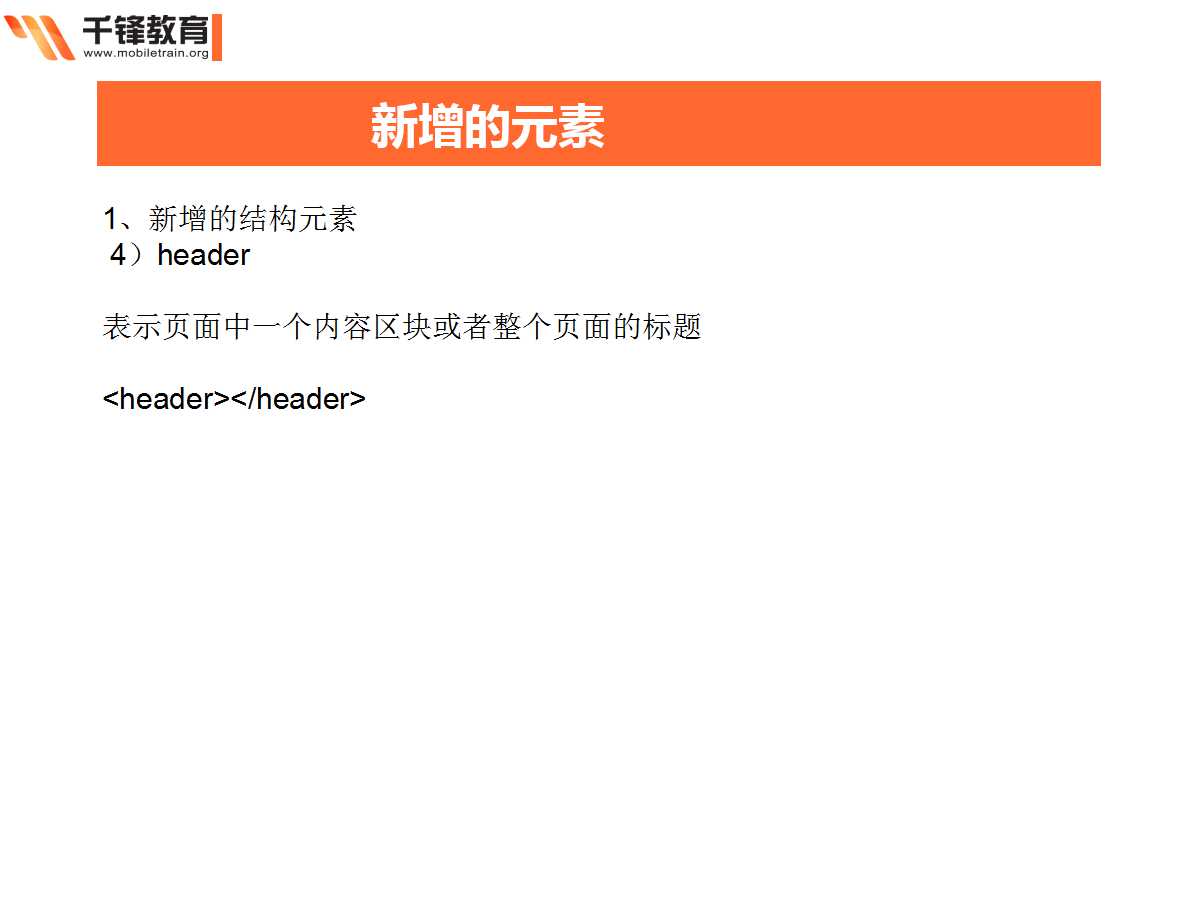 千锋教育
www.mobiletrain.org
新增的元素
1、新增的结构元素
4）header
表示页面中一个内容区块或者整个页面的标题
<header></header>